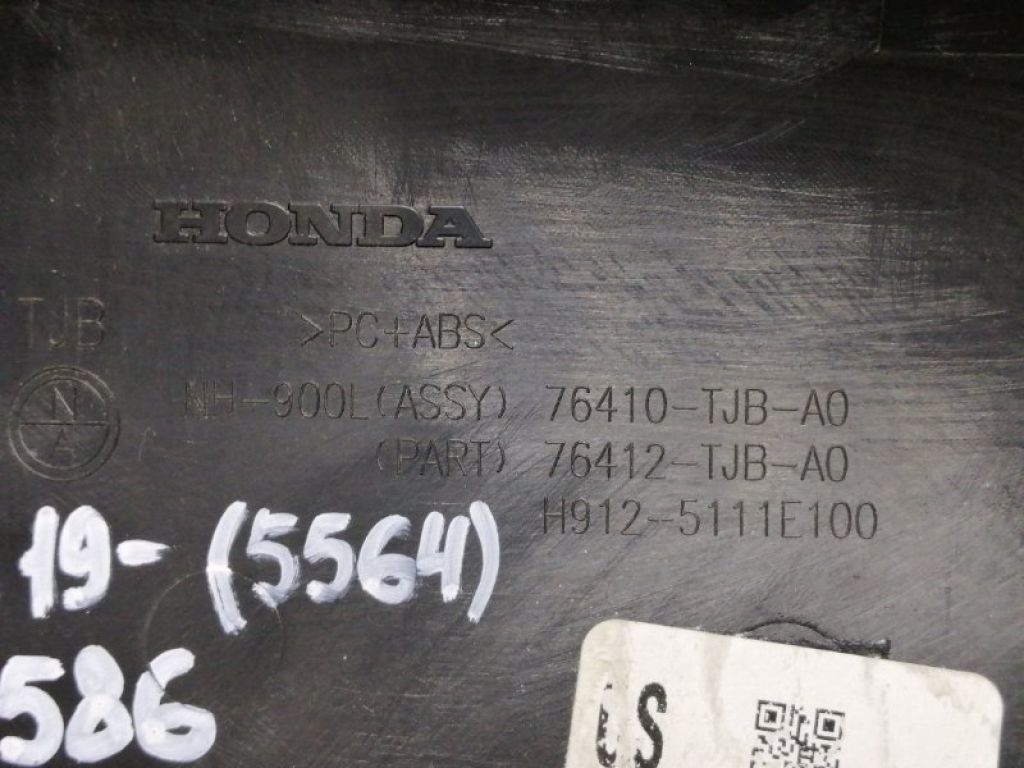 HONDA
TJB
>PC+ABS<
N
A
NH-900L(ASSY) 76410-TJB-A0
(PART) 76412-TJB-A0
H912-5111E100
19-(5564)
586
LS